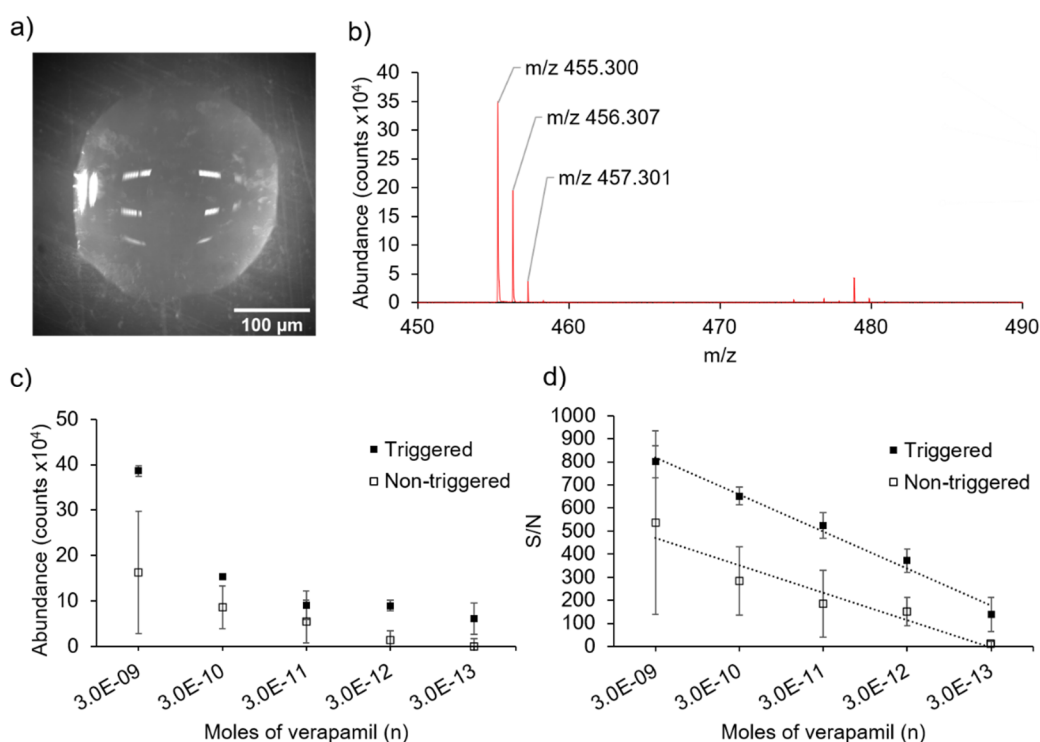 a)
100 µm
b)
Abundance (counts x10⁴)
40
35
30
25
20
15
10
5
0
m/z 455.300
m/z 456.307
m/z 457.301
450
460
470
480
490
m/z
c)
Abundance (counts x10⁴)
50
40
30
20
10
0
Triggered
Non-triggered
3.0E-09
3.0E-10
3.0E-11
3.0E-12
3.0E-13
Moles of verapamil (n)
d)
S/N
1000
900
800
700
600
500
400
300
200
100
0
Triggered
Non-triggered
3.0E-09
3.0E-10
3.0E-11
3.0E-12
3.0E-13
Moles of verapamil (n)